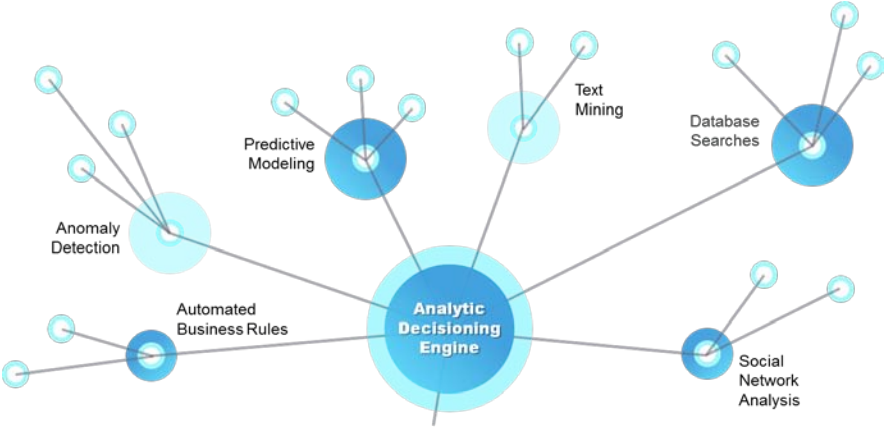 Text
Mining
Database
Searches
Predictive
Modeling
Anomaly
Detection
Automated
Business Rules
Analytic
Decisioning
Engine
Social
Network
Analysis